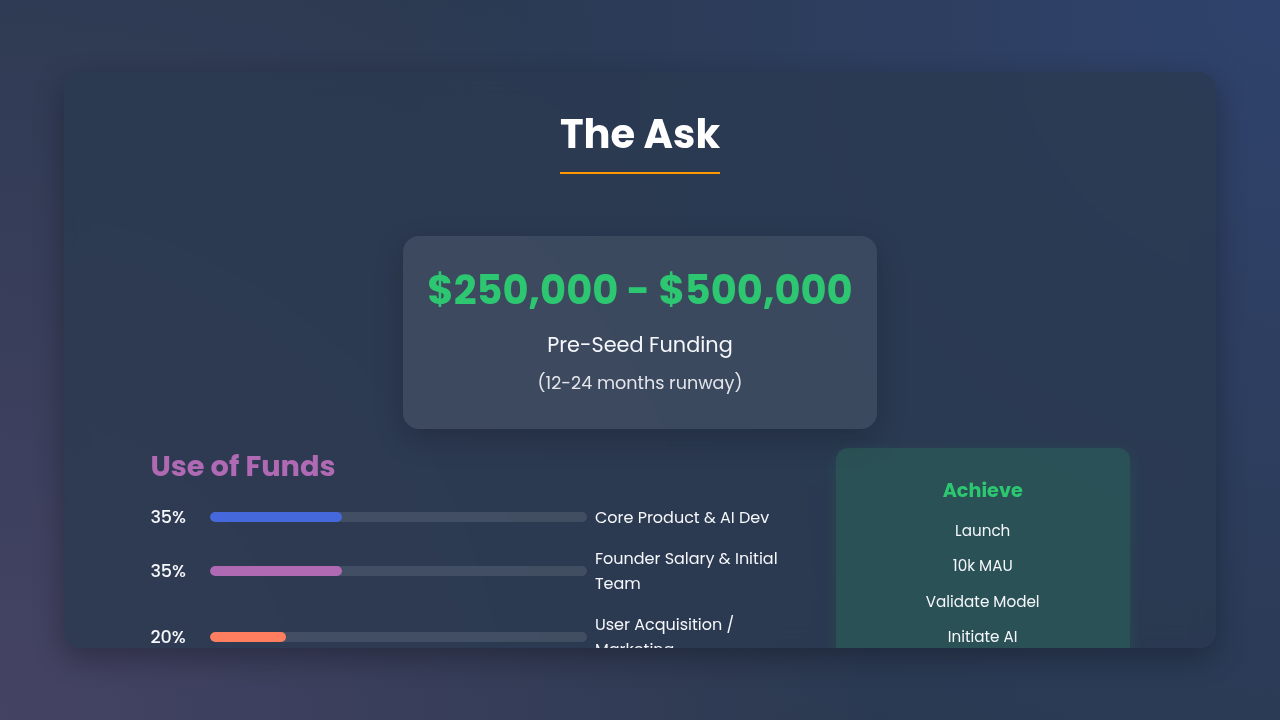 The Ask
$250,000 – $500,000
Pre-Seed Funding
(12-24 months runway)
Use of Funds
35%
Core Product & AI Dev
35%
Founder Salary & Initial
Team
20%
User Acquisition /
Marketing
Achieve
Launch
10k MAU
Validate Model
Initiate AI